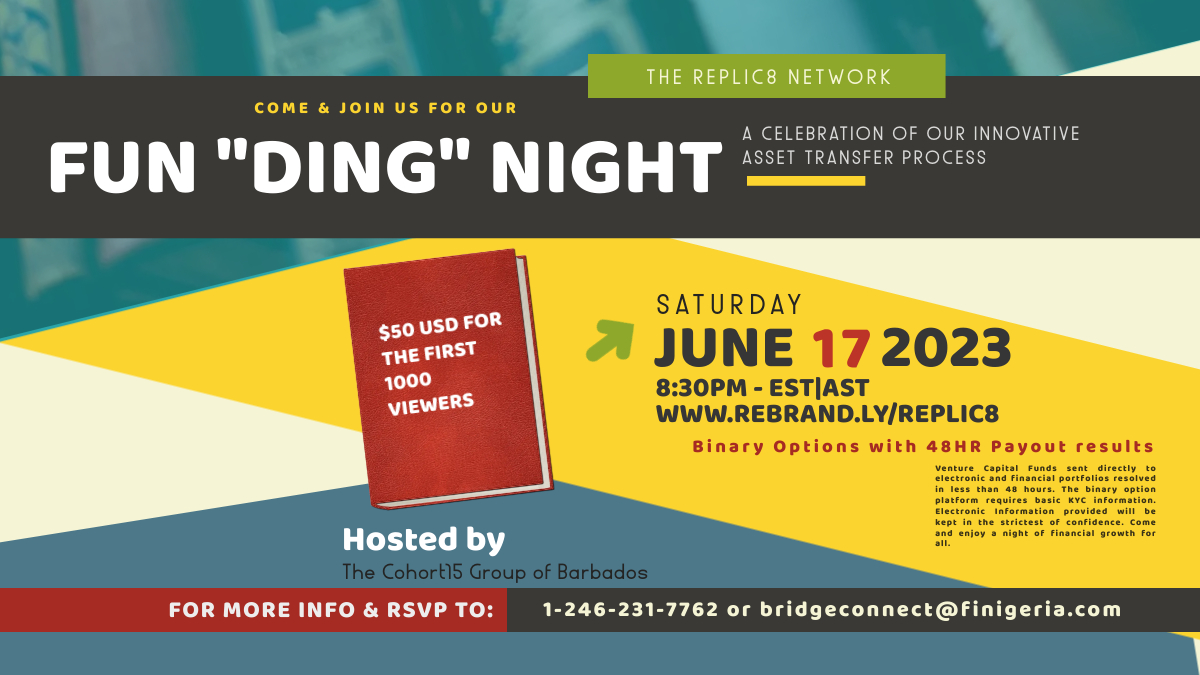 THE REPLIC8 NETWORK
COME & JOIN US FOR OUR
FUN "DING" NIGHT
A CELEBRATION OF OUR INNOVATIVE
ASSET TRANSFER PROCESS
$50 USD FOR
THE FIRST
1000
VIEWERS
SATURDAY
JUNE 17 2023
8:30PM - EST|AST
WWW.REBRAND.LY/REPLIC8
Binary Options with 48HR Payout results
Venture Capital Funds sent directly to
electronic and financial portfolios resolved
in less than 48 hours. The binary option
platform requires basic KYC information.
Electronic Information provided will be
kept in the strictest of confidence. Come
and enjoy a night of financial growth for
all.
Hosted by
The Cohort15 Group of Barbados
FOR MORE INFO & RSVP TO:
1-246-231-7762 or bridgeconnect@finigeria.com